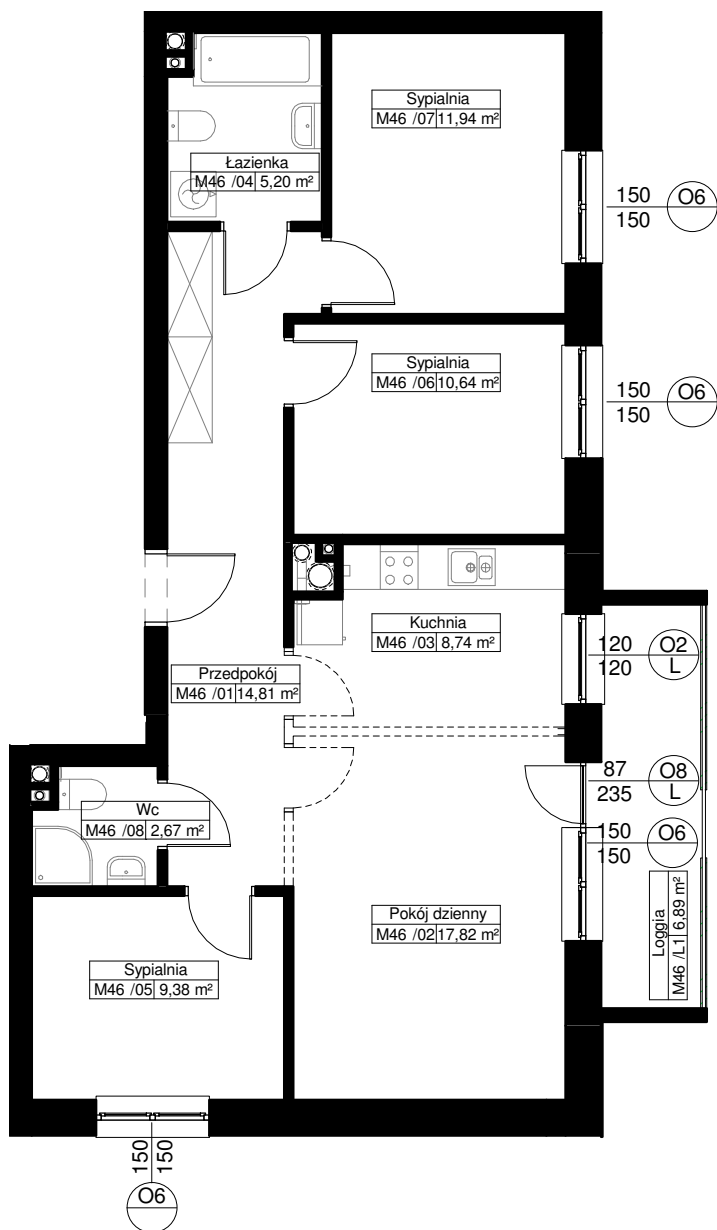 Sypialnia
M46 /07 11,94 m²
Łazienka
M46 /04 5,20 m²
150
150
O6
Sypialnia
M46 /06 10,64 m²
150
150
O6
Kuchnia
M46 /03 8,74 m²
120
120
O2
L
Przedpokój
M46 /01 14,81 m²
87
235
O8
L
Wc
M46 /08 2,67 m²
150
150
O6
Pokój dzienny
M46 /02 17,82 m²
Loggia
M46 /L1 6,89 m²
Sypialnia
M46 /05 9,38 m²
150
150
O6